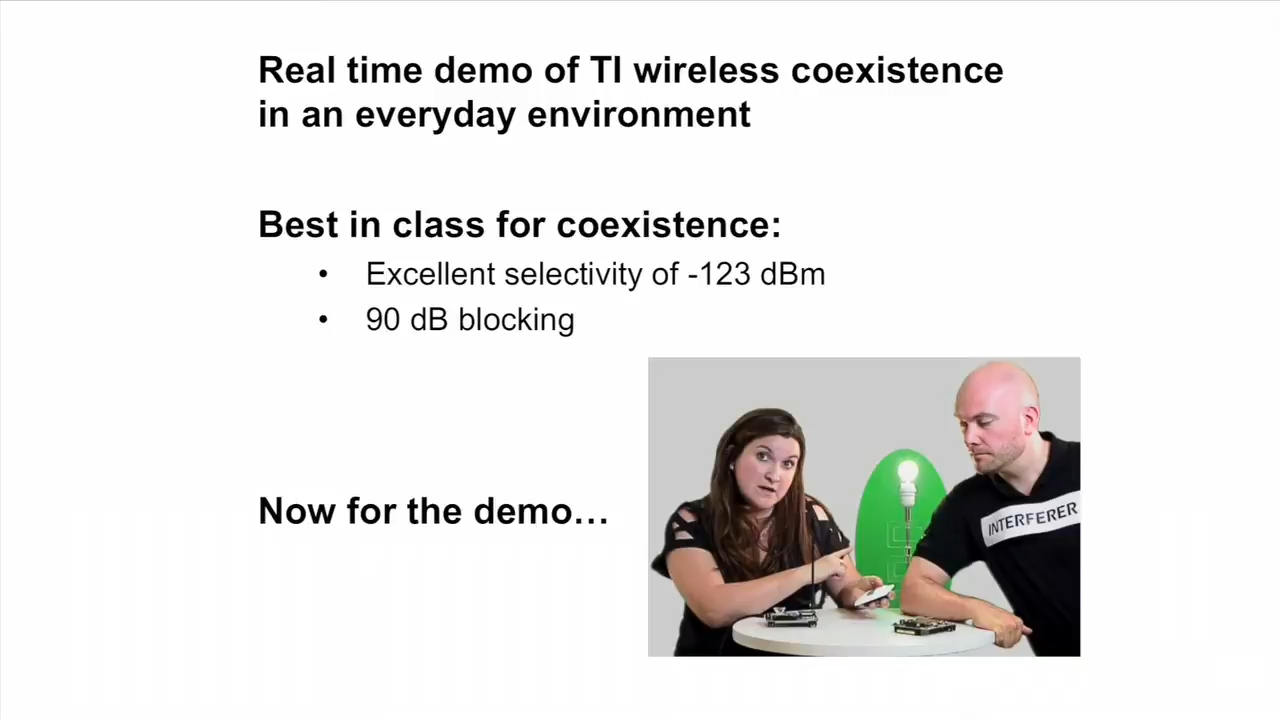 Real time demo of TI wireless coexistence
in an everyday environment
Best in class for coexistence:
• Excellent selectivity of -123 dBm
• 90 dB blocking
Now for the demo…
INTERFERER